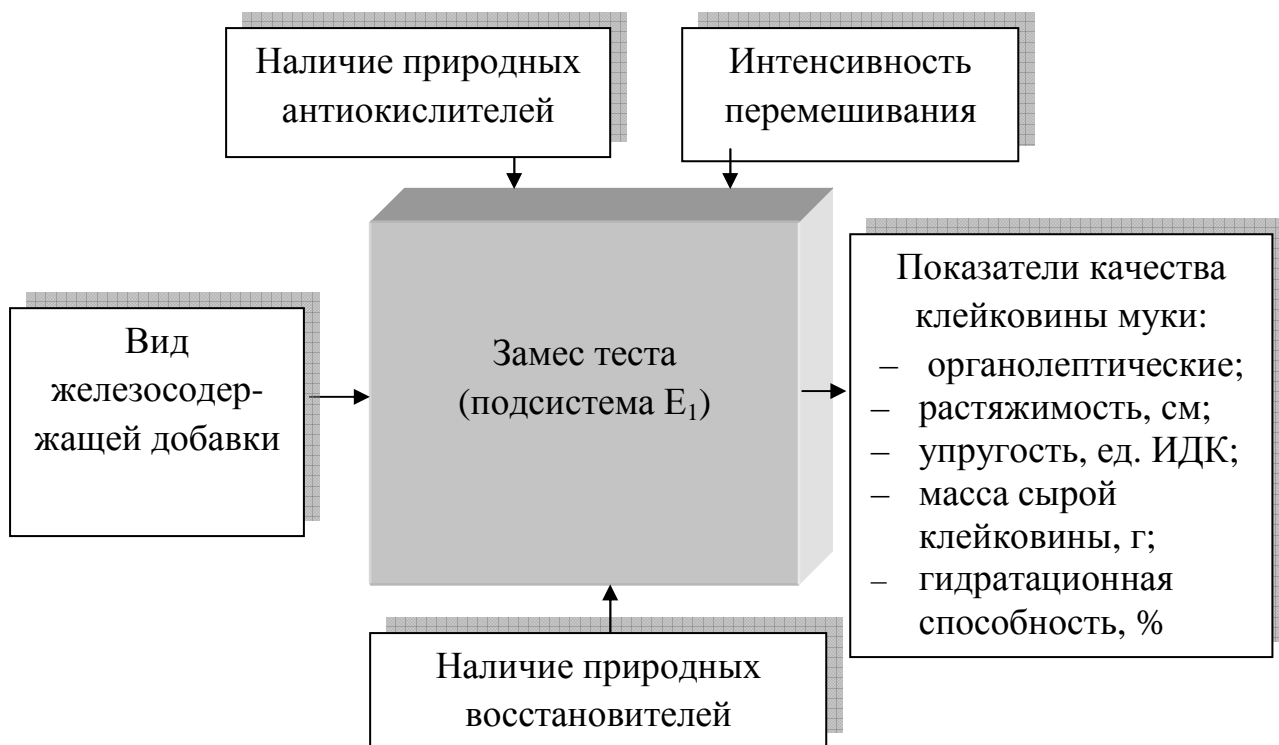 Наличие природных
антиокислителей
Интенсивность
перемешивания
Вид
железосодер-
жащей добавки
Замес теста
(подсистема E₁)
Показатели качества
клейковины муки:
– органолептические;
– растяжимость, см;
– упругость, ед. ИДК;
– масса сырой
клейковины, г;
– гидратационная
способность, %
Наличие природных
восстановителей